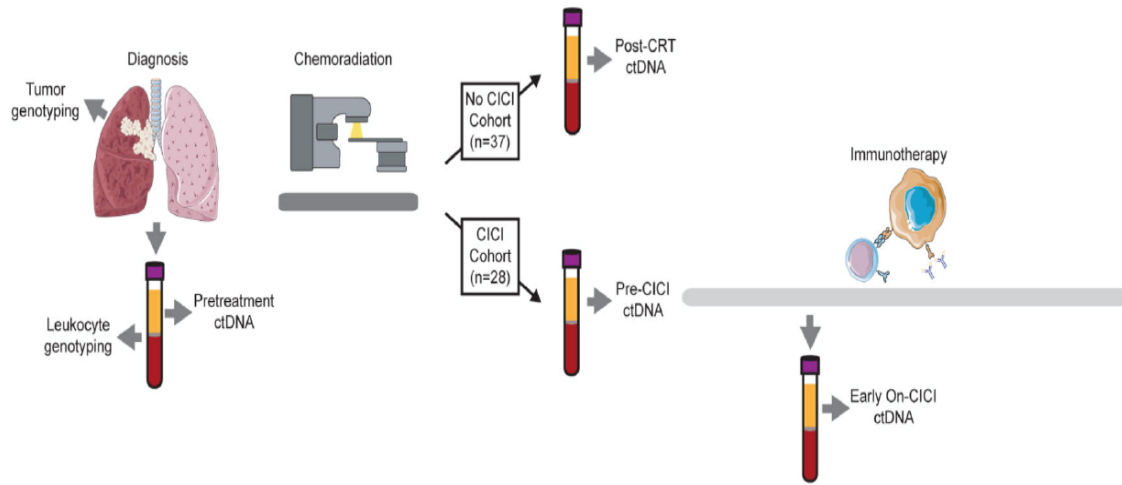 Diagnosis
Tumor
genotyping
Leukocyte
genotyping
Pretreatment
ctDNA
Chemoradiation
No CICI
Cohort
(n=37)
CICI
Cohort
(n=28)
Post-CRT
ctDNA
Pre-CICI
ctDNA
Immunotherapy
Early On-CICI
ctDNA